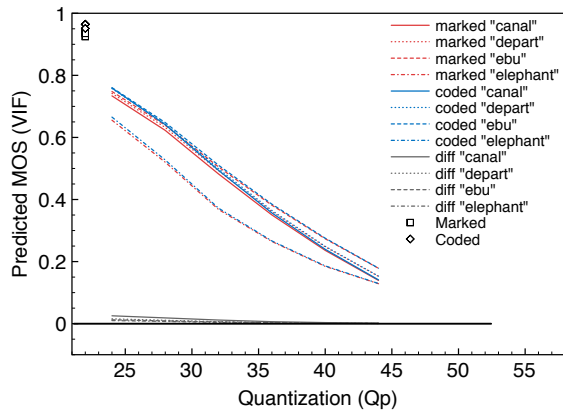 1
0.8
0.6
0.4
0.2
0
Predicted MOS (VIF)
25 30 35 40 45 50 55
Quantization (Qp)
marked "canal"
marked "depart"
marked "ebu"
marked "elephant"
coded "canal"
coded "depart"
coded "ebu"
coded "elephant"
diff "canal"
diff "depart"
diff "ebu"
diff "elephant"
Marked
Coded